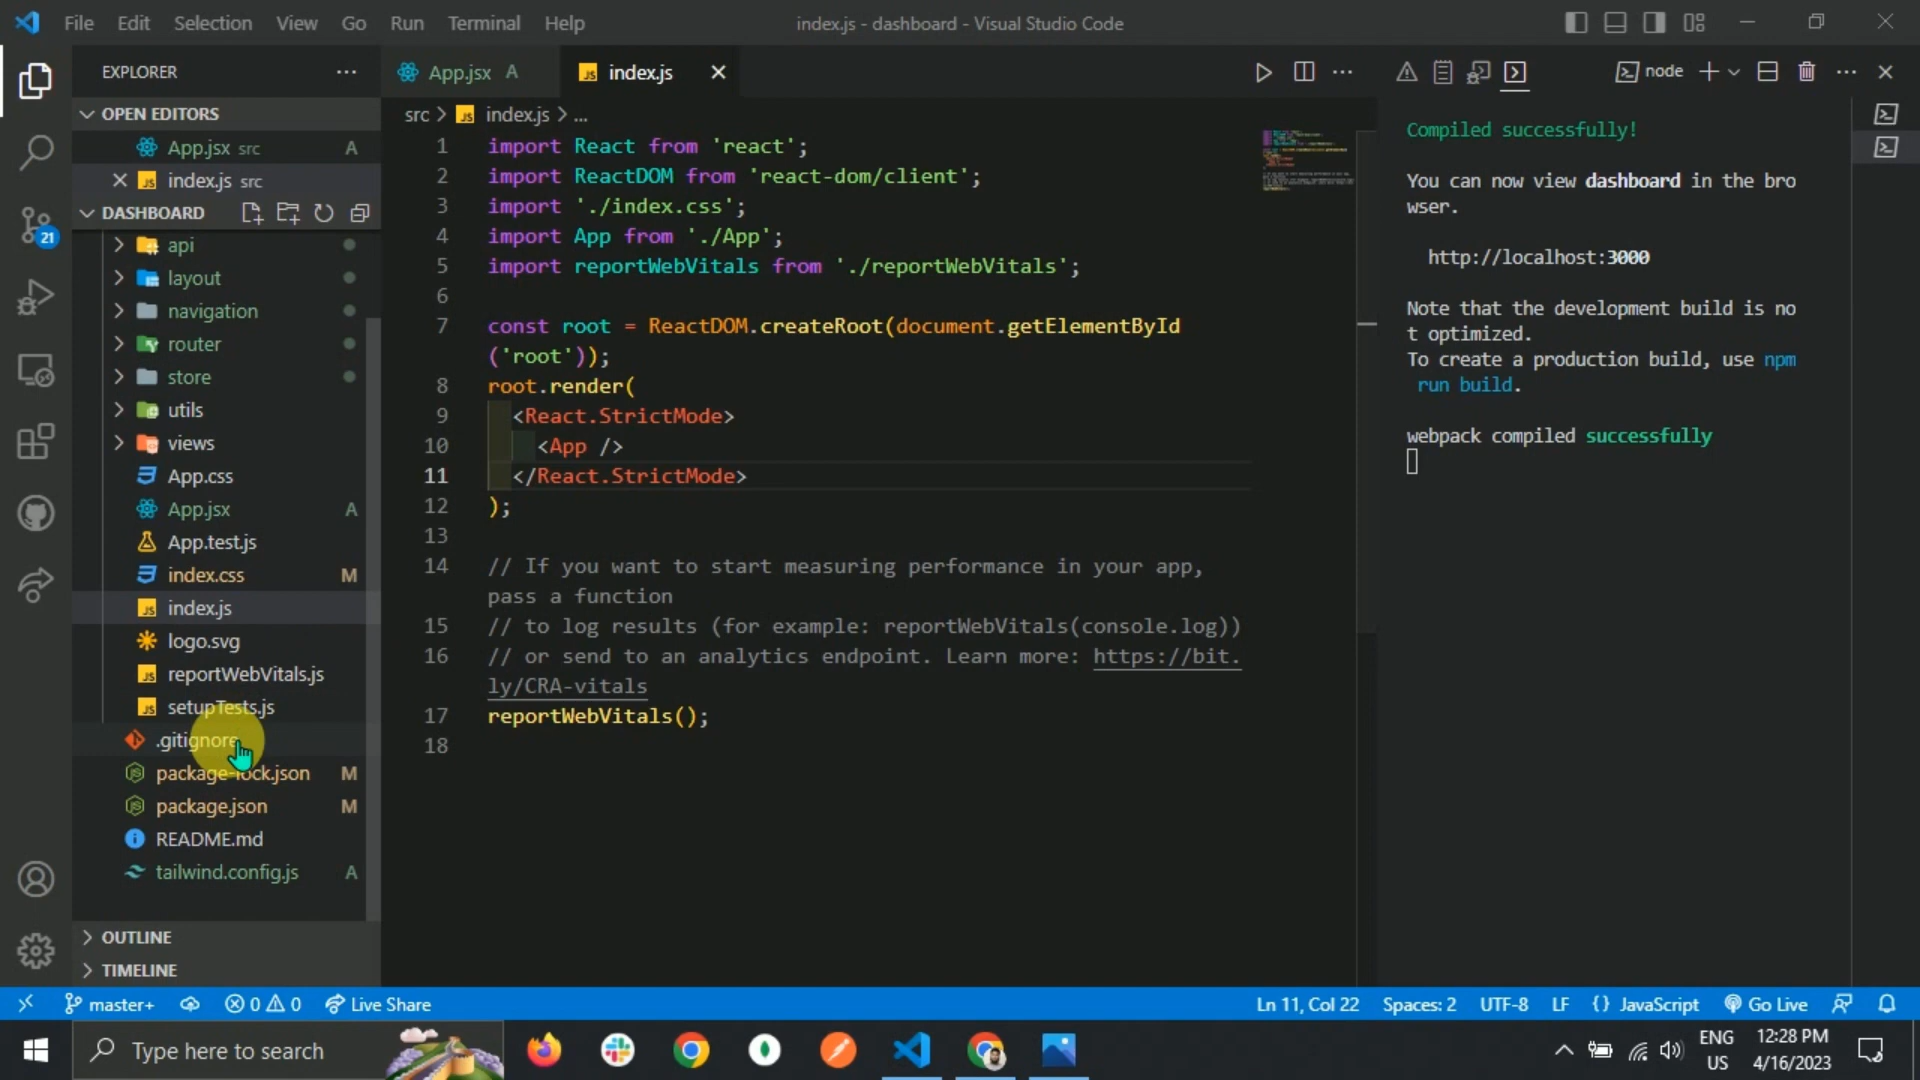 File Edit Selection View Go Run Terminal Help
index.js - dashboard - Visual Studio Code
EXPLORER
OPEN EDITORS
App.jsx src A
index.js src
DASHBOARD
api
layout
navigation
router
store
utils
views
App.css
App.jsx A
App.test.js
index.css M
index.js
logo.svg
reportWebVitals.js
setupTests.js
.gitignore
package-lock.json M
package.json M
README.md
tailwind.config.js A
OUTLINE
TIMELINE
21
App.jsx A
index.js
src > index.js > ...
1 import React from 'react';
2 import ReactDOM from 'react-dom/client';
3 import './index.css';
4 import App from './App';
5 import reportWebVitals from './reportWebVitals';
6
7 const root = ReactDOM.createRoot(document.getElementById
('root'));
8 root.render(
9 <React.StrictMode>
10 <App />
11 </React.StrictMode>
12 );
13
14 // If you want to start measuring performance in your app,
pass a function
15 // to log results (for example: reportWebVitals(console.log))
16 // or send to an analytics endpoint. Learn more: https://bit.
ly/CRA-vitals
17 reportWebVitals();
18
node
Compiled successfully!
You can now view dashboard in the bro
wser.
http://localhost:3000
Note that the development build is no
t optimized.
To create a production build, use npm
run build.
webpack compiled successfully
master+ 0 0 Live Share
Ln 11, Col 22 Spaces: 2 UTF-8 LF {} JavaScript Go Live
Type here to search
ENG
US
12:28 PM
4/16/2023